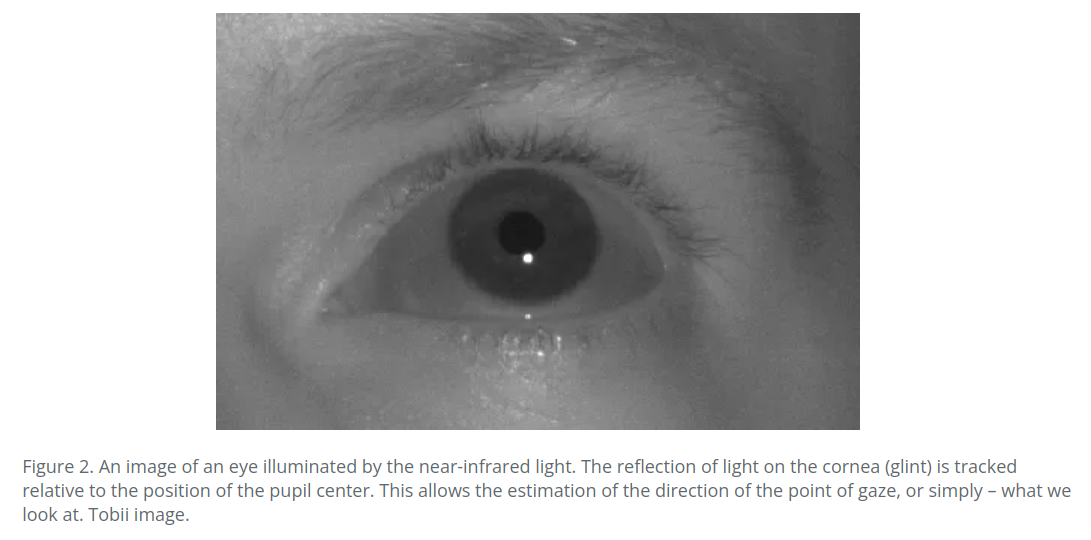 Figure 2. An image of an eye illuminated by the near-infrared light. The reflection of light on the cornea (glint) is tracked
relative to the position of the pupil center. This allows the estimation of the direction of the point of gaze, or simply – what we
look at. Tobii image.